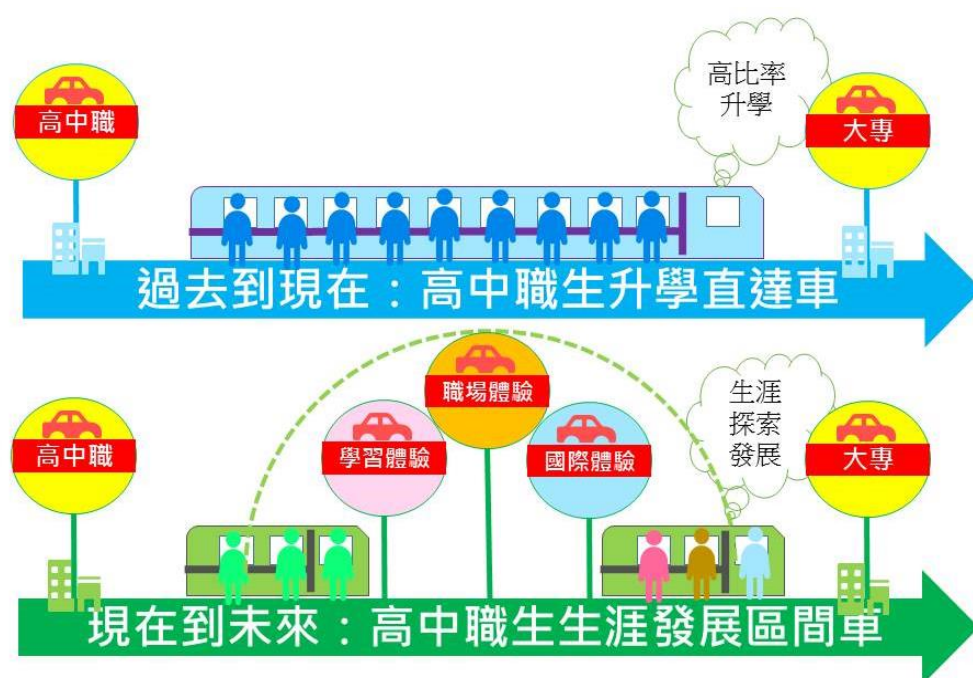 高比率
升學
高中職
大專
過去到現在：高中職生升學直達車
職場體驗
生涯
探索
發展
高中職
學習體驗
國際體驗
大專
現在到未來：高中職生生涯發展區間車